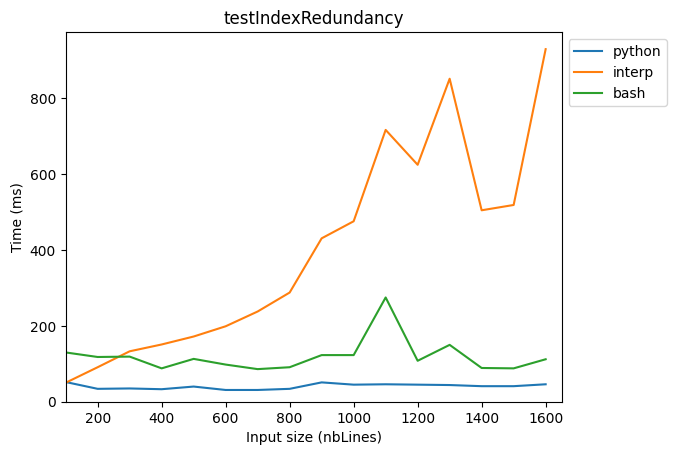 testIndexRedundancy
python
interp
bash
Time (ms)
800
600
400
200
0
200 400 600 800 1000 1200 1400 1600
Input size (nbLines)